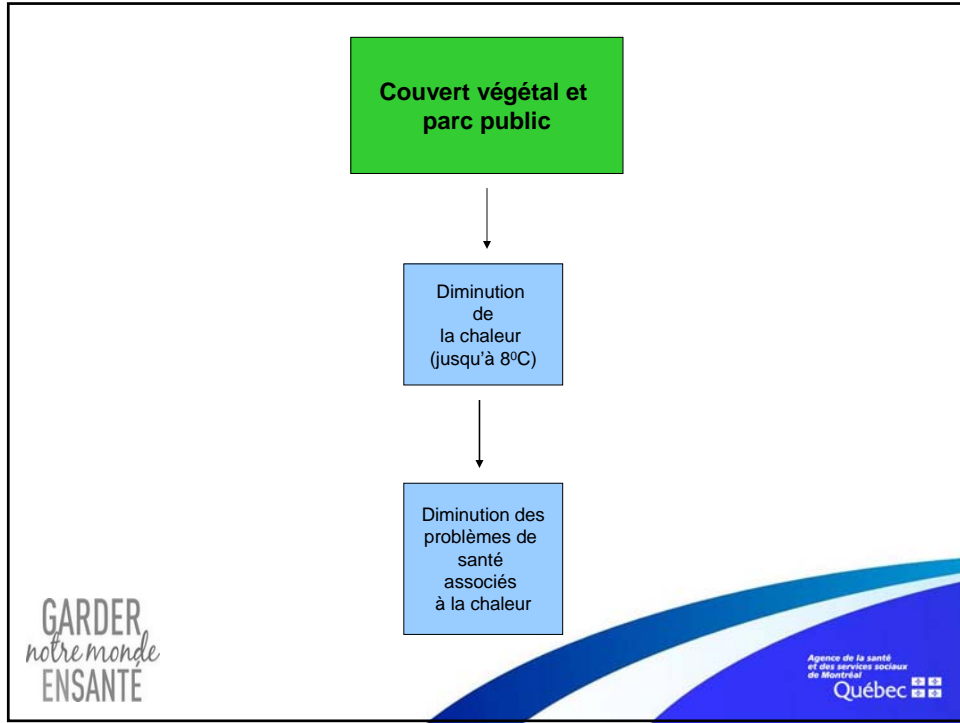 Couvert végétal et
parc public
Diminution
de
la chaleur
(jusqu'à 8⁰C)
Diminution des
problèmes de
santé
associés
à la chaleur
GARDER
notre monde
ENSANTÉ
Agence de la santé
et des services sociaux
de Montréal
Québec